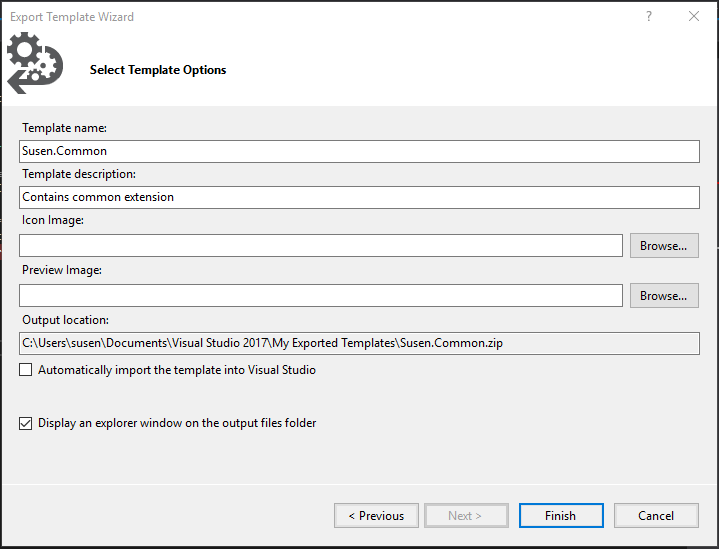 Export Template Wizard
?
Select Template Options
Template name:
Susen.Common
Template description:
Contains common extension
Icon Image:
Browse...
Preview Image:
Browse...
Output location:
C:\Users\susen\Documents\Visual Studio 2017\My Exported Templates\Susen.Common.zip
Automatically import the template into Visual Studio
Display an explorer window on the output files folder
< Previous Next > Finish Cancel